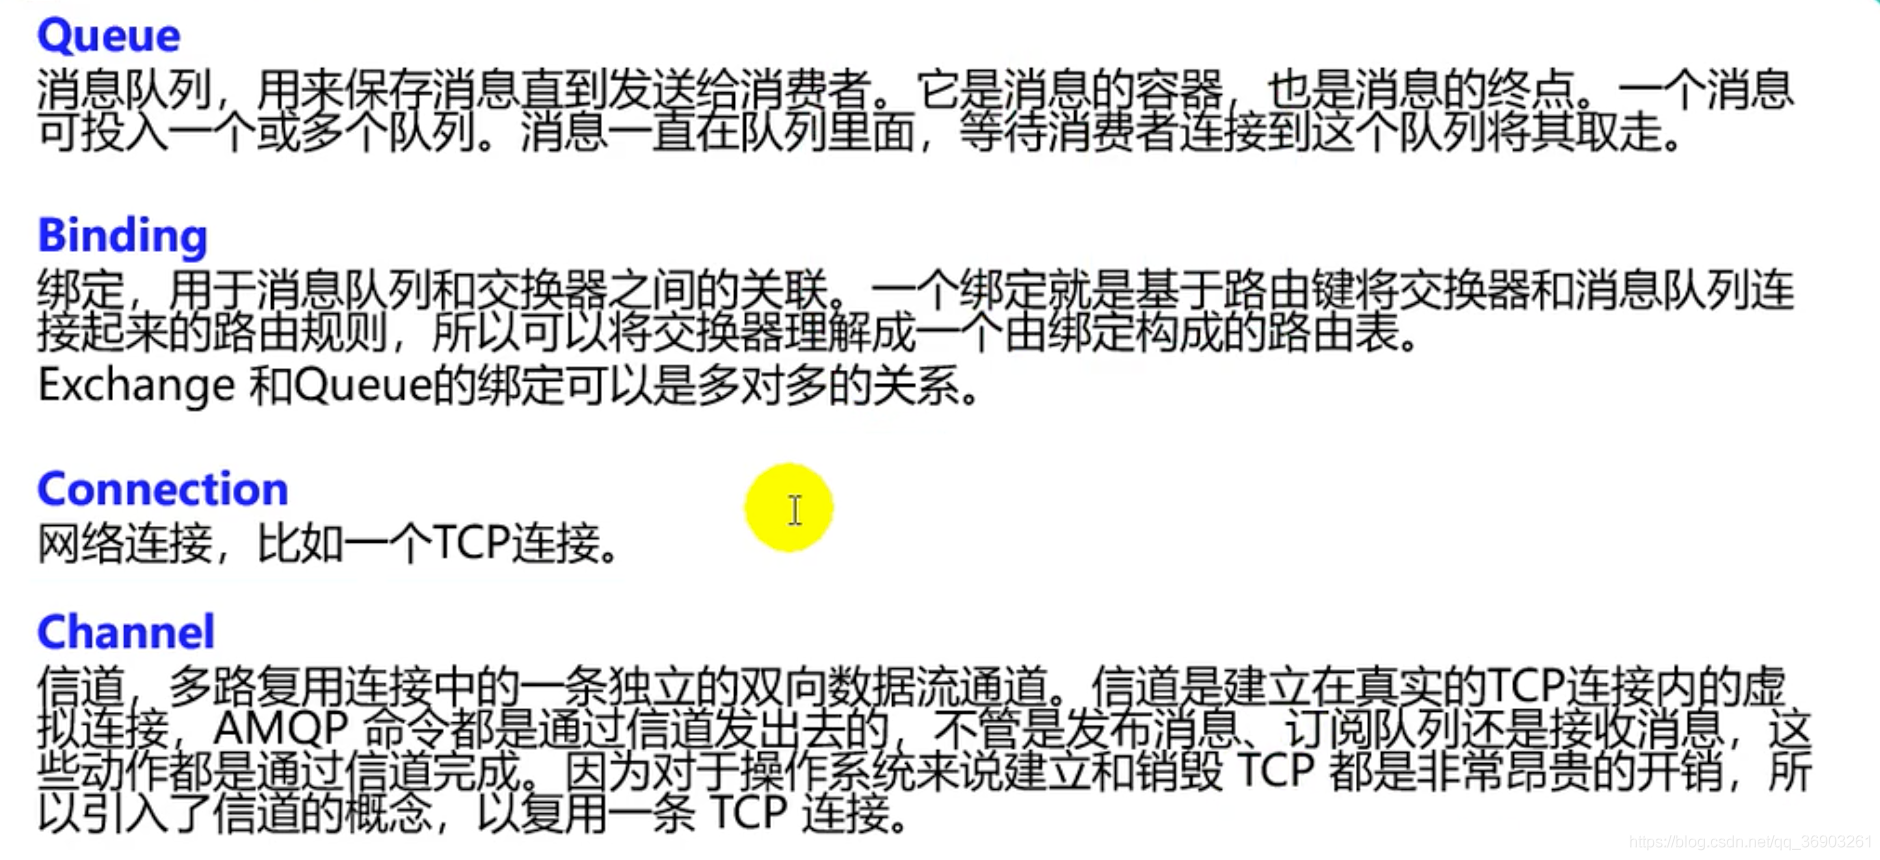 Queue
消息队列，用来保存消息直到发送给消费者。它是消息的容器，也是消息的终点。一个消息
可投入一个或多个队列。消息一直在队列里面，等待消费者连接到这个队列将其取走。
Binding
绑定，用于消息队列和交换器之间的关联。一个绑定就是基于路由键将交换器和消息队列连
接起来的路由规则，所以可以将交换器理解成一个由绑定构成的路由表。
Exchange 和Queue的绑定可以是多对多的关系。
Connection
网络连接，比如一个TCP连接。
Channel
信道，多路复用连接中的一条独立的双向数据流通道。信道是建立在真实的TCP连接内的虚
拟连接，AMQP 命令都是通过信道发出去的，不管是发布消息、订阅队列还是接收消息，这
些动作都是通过信道完成。因为对于操作系统来说建立和销毁 TCP 都是非常昂贵的开销，所
以引入了信道的概念，以复用一条 TCP 连接。
https://blog.csdn.net/qq_36903261